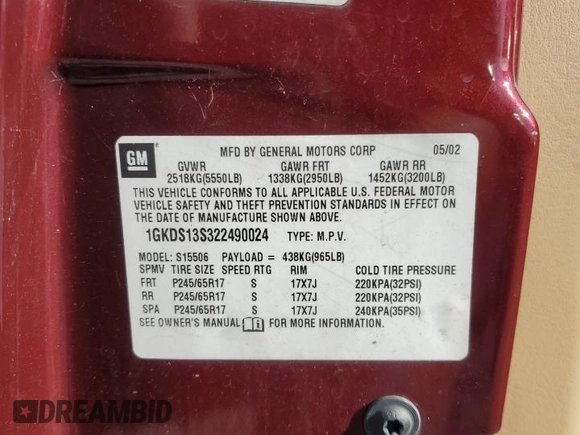 GM
MFD BY GENERAL MOTORS CORP 05/02
GVWR GAWR FRT GAWR RR
2518KG(5550LB) 1338KG(2950LB) 1452KG(3200LB)
THIS VEHICLE CONFORMS TO ALL APPLICABLE U.S. FEDERAL MOTOR
VEHICLE SAFETY AND THEFT PREVENTION STANDARDS IN EFFECT ON
THE DATE OF MANUFACTURE SHOWN ABOVE.
1GKDS13S322490024 TYPE: M.P.V.
MODEL: S15506 PAYLOAD = 438KG(965LB)
SPMV TIRE SIZE SPEED RTG RIM COLD TIRE PRESSURE
FRT P245/65R17 S 17X7J 220KPA(32PSI)
RR P245/65R17 S 17X7J 220KPA(32PSI)
SPA P245/65R17 S 17X7J 240KPA(35PSI)
SEE OWNER'S MANUAL FOR MORE INFORMATION.
DREAMBID